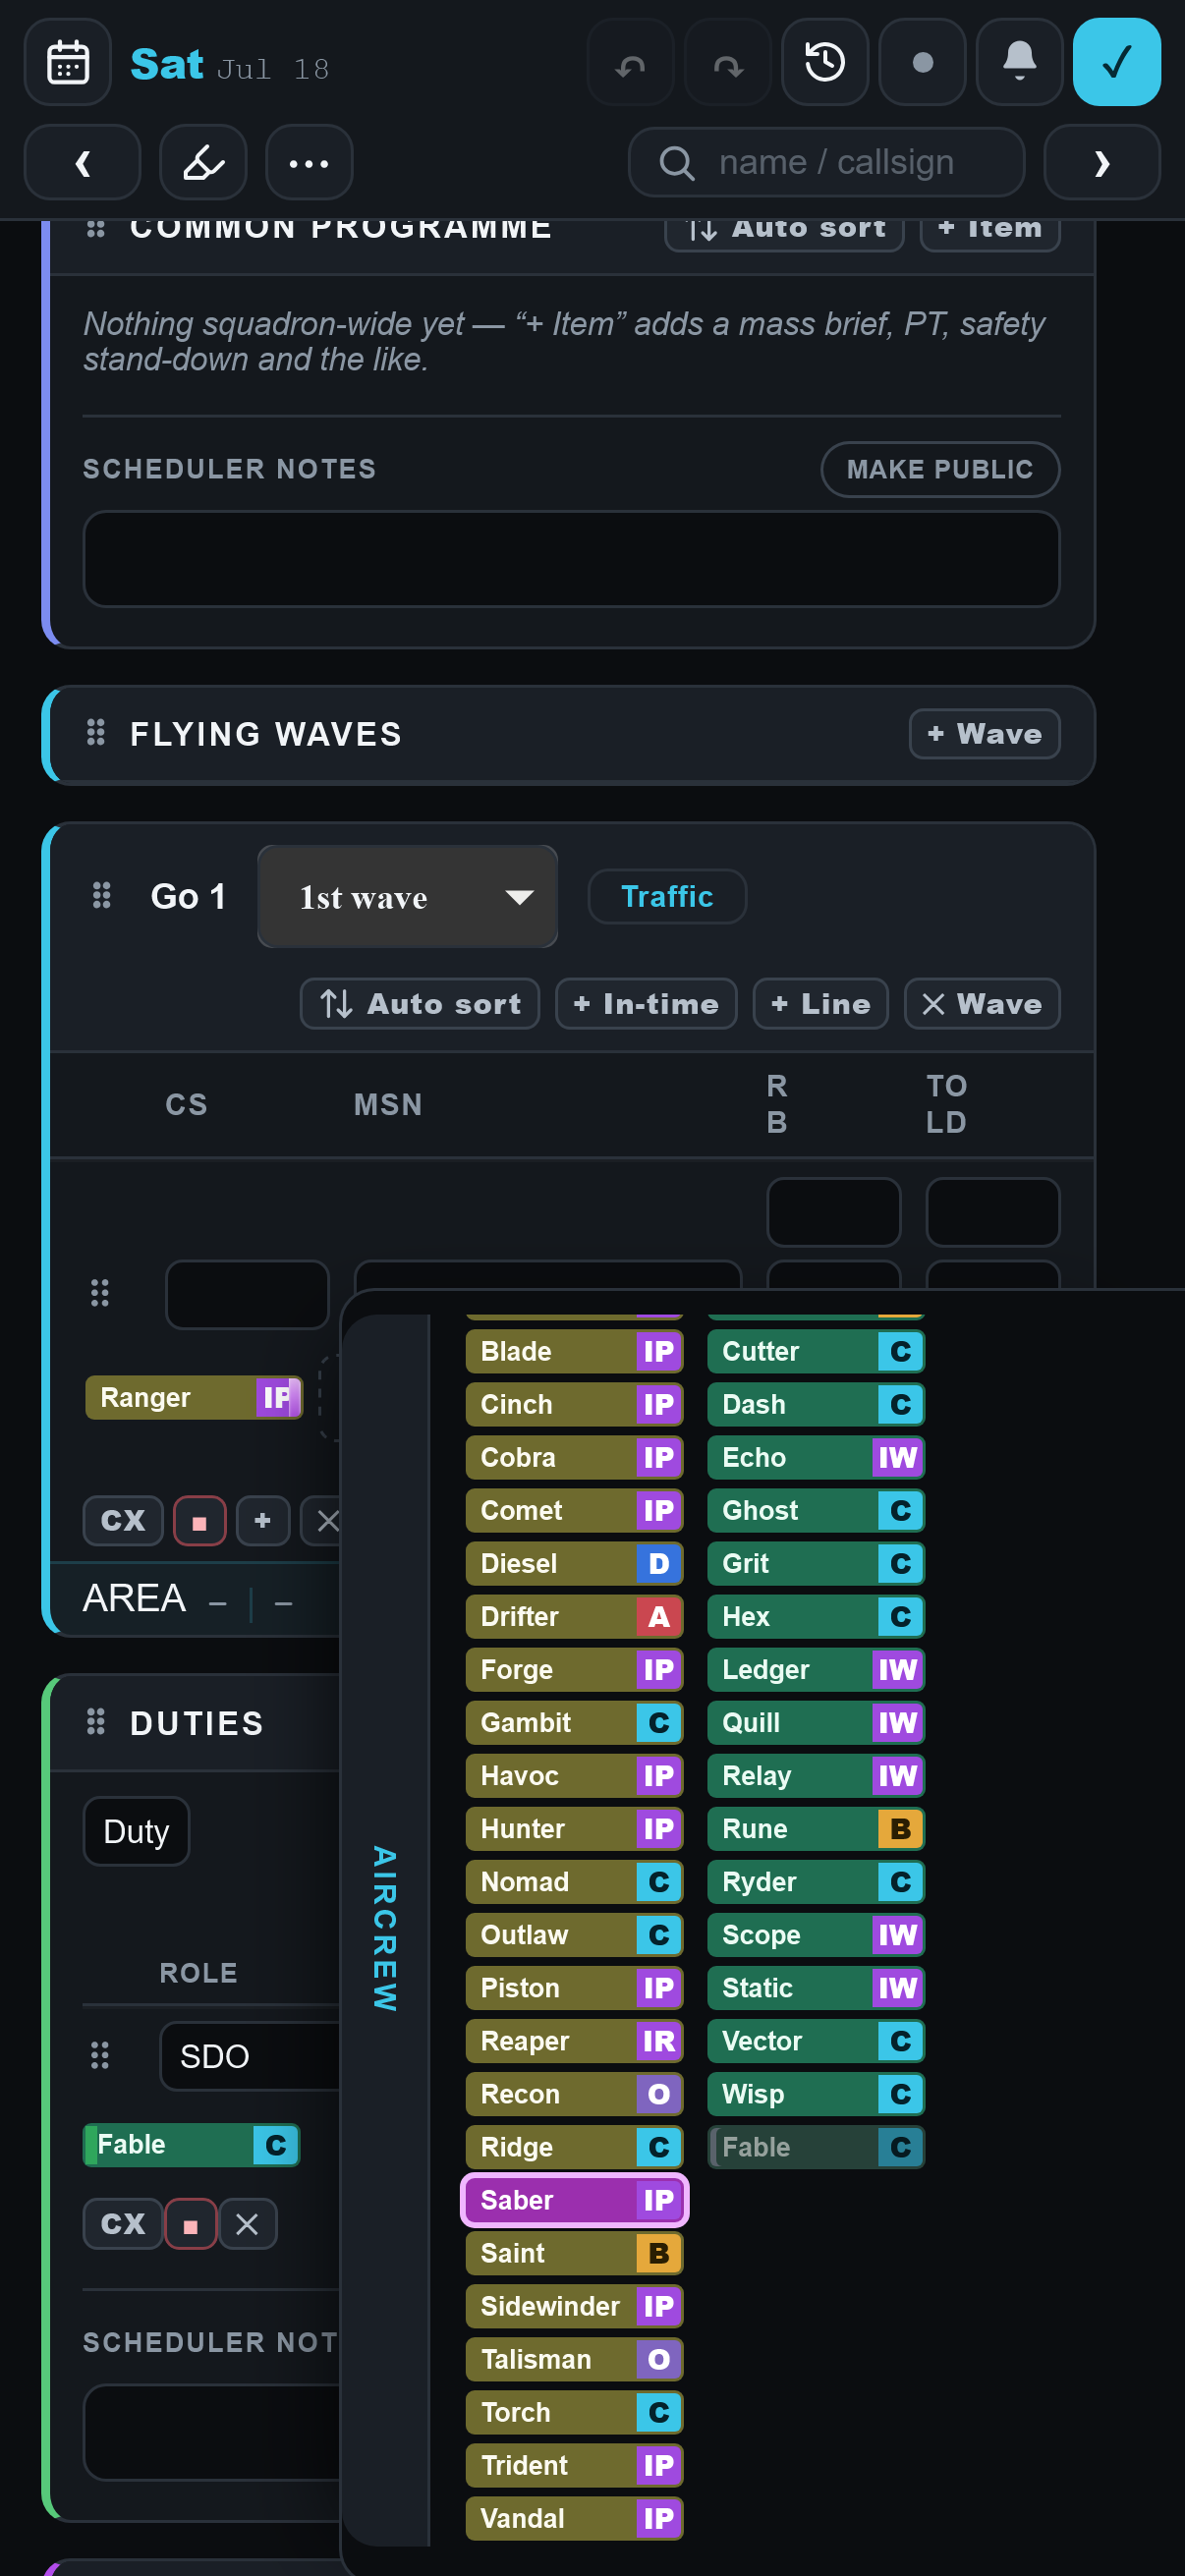 Sat Jul 18
name / callsign
COMMON PROGRAMME Auto sort + Item
Nothing squadron-wide yet — “+ Item” adds a mass brief, PT, safety
stand-down and the like.
SCHEDULER NOTES MAKE PUBLIC
FLYING WAVES + Wave
Go 1 1st wave Traffic
Auto sort + In-time + Line × Wave
CS MSN R TO
B LD
Ranger IP
CX + ×
AREA – | –
DUTIES
Duty
ROLE
SDO
Fable C
CX ×
SCHEDULER NOT
AIRCREW
Blade IP Cutter C
Cinch IP Dash C
Cobra IP Echo IW
Comet IP Ghost C
Diesel D Grit C
Drifter A Hex C
Forge IP Ledger IW
Gambit C Quill IW
Havoc IP Relay IW
Hunter IP Rune B
Nomad C Ryder C
Outlaw C Scope IW
Piston IP Static IW
Reaper IR Vector C
Recon O Wisp C
Ridge C Fable C
Saber IP
Saint B
Sidewinder IP
Talisman O
Torch C
Trident IP
Vandal IP